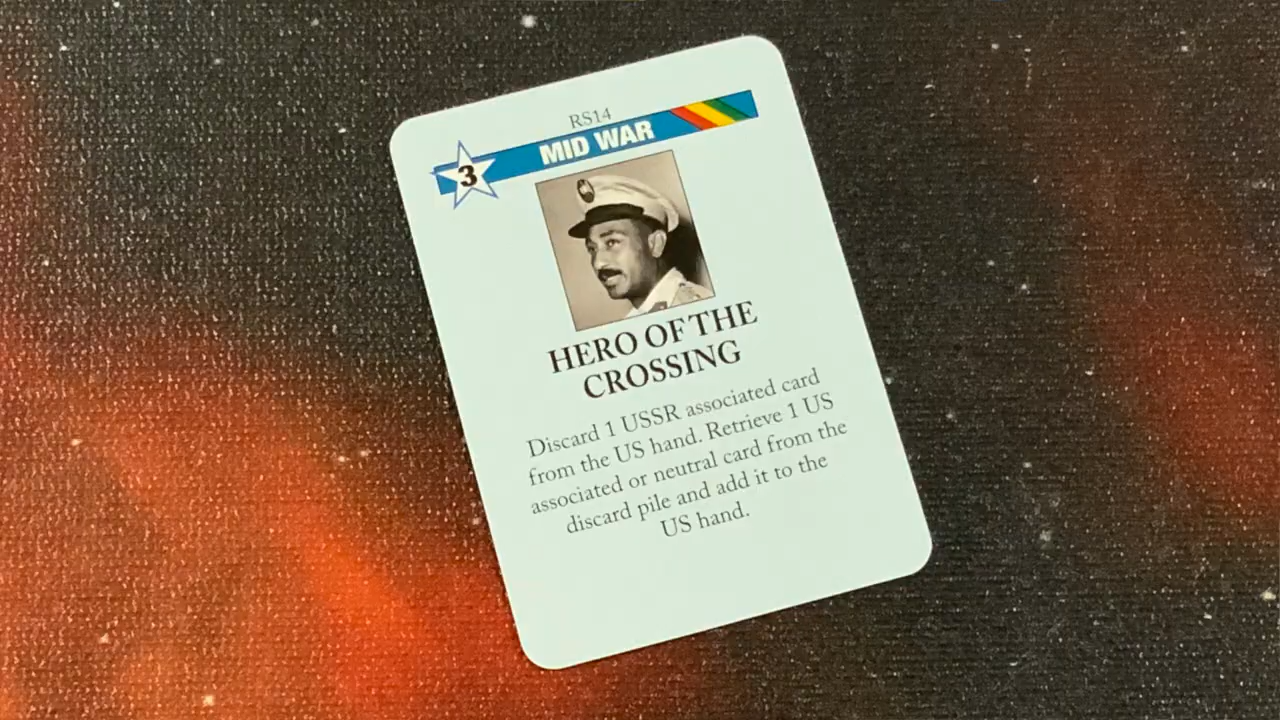 RS14
MID WAR
3
HERO OF THE
CROSSING
Discard 1 USSR associated card
from the US hand. Retrieve 1 US
associated or neutral card from the
discard pile and add it to the
US hand.